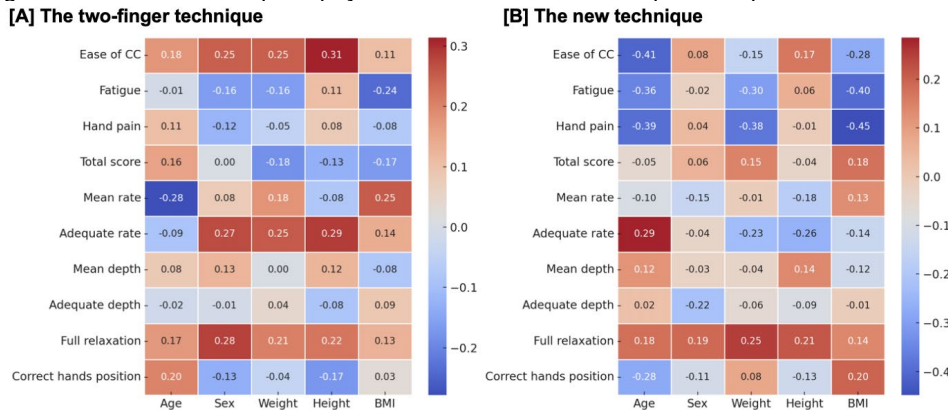 [A] The two-finger technique
Ease of CC 0.18 0.25 0.25 0.31 0.11
Fatigue -0.01 -0.16 -0.16 0.11 -0.24
Hand pain 0.11 -0.12 -0.05 0.08 -0.08
Total score 0.16 0.00 -0.18 -0.13 -0.17
Mean rate -0.28 0.08 0.18 -0.08 0.25
Adequate rate -0.09 0.27 0.25 0.29 0.14
Mean depth 0.08 0.13 0.00 0.12 -0.08
Adequate depth -0.02 -0.01 0.04 -0.08 0.09
Full relaxation 0.17 0.28 0.21 0.22 0.13
Correct hands position 0.20 -0.13 -0.04 -0.17 0.03
Age Sex Weight Height BMI
0.3
0.2
0.1
0.0
−0.1
−0.2
[B] The new technique
Ease of CC -0.41 0.08 -0.15 0.17 -0.28
Fatigue -0.36 -0.02 -0.30 0.06 -0.40
Hand pain -0.39 0.04 -0.38 -0.01 -0.45
Total score -0.05 0.06 0.15 -0.04 0.18
Mean rate -0.10 -0.15 -0.01 -0.18 0.13
Adequate rate 0.29 -0.04 -0.23 -0.26 -0.14
Mean depth 0.12 -0.03 -0.04 0.14 -0.12
Adequate depth 0.02 -0.22 -0.06 -0.09 -0.01
Full relaxation 0.18 0.19 0.25 0.21 0.14
Correct hands position -0.28 -0.11 0.08 -0.13 0.20
Age Sex Weight Height BMI
0.2
0.1
0.0
−0.1
−0.2
−0.3
−0.4